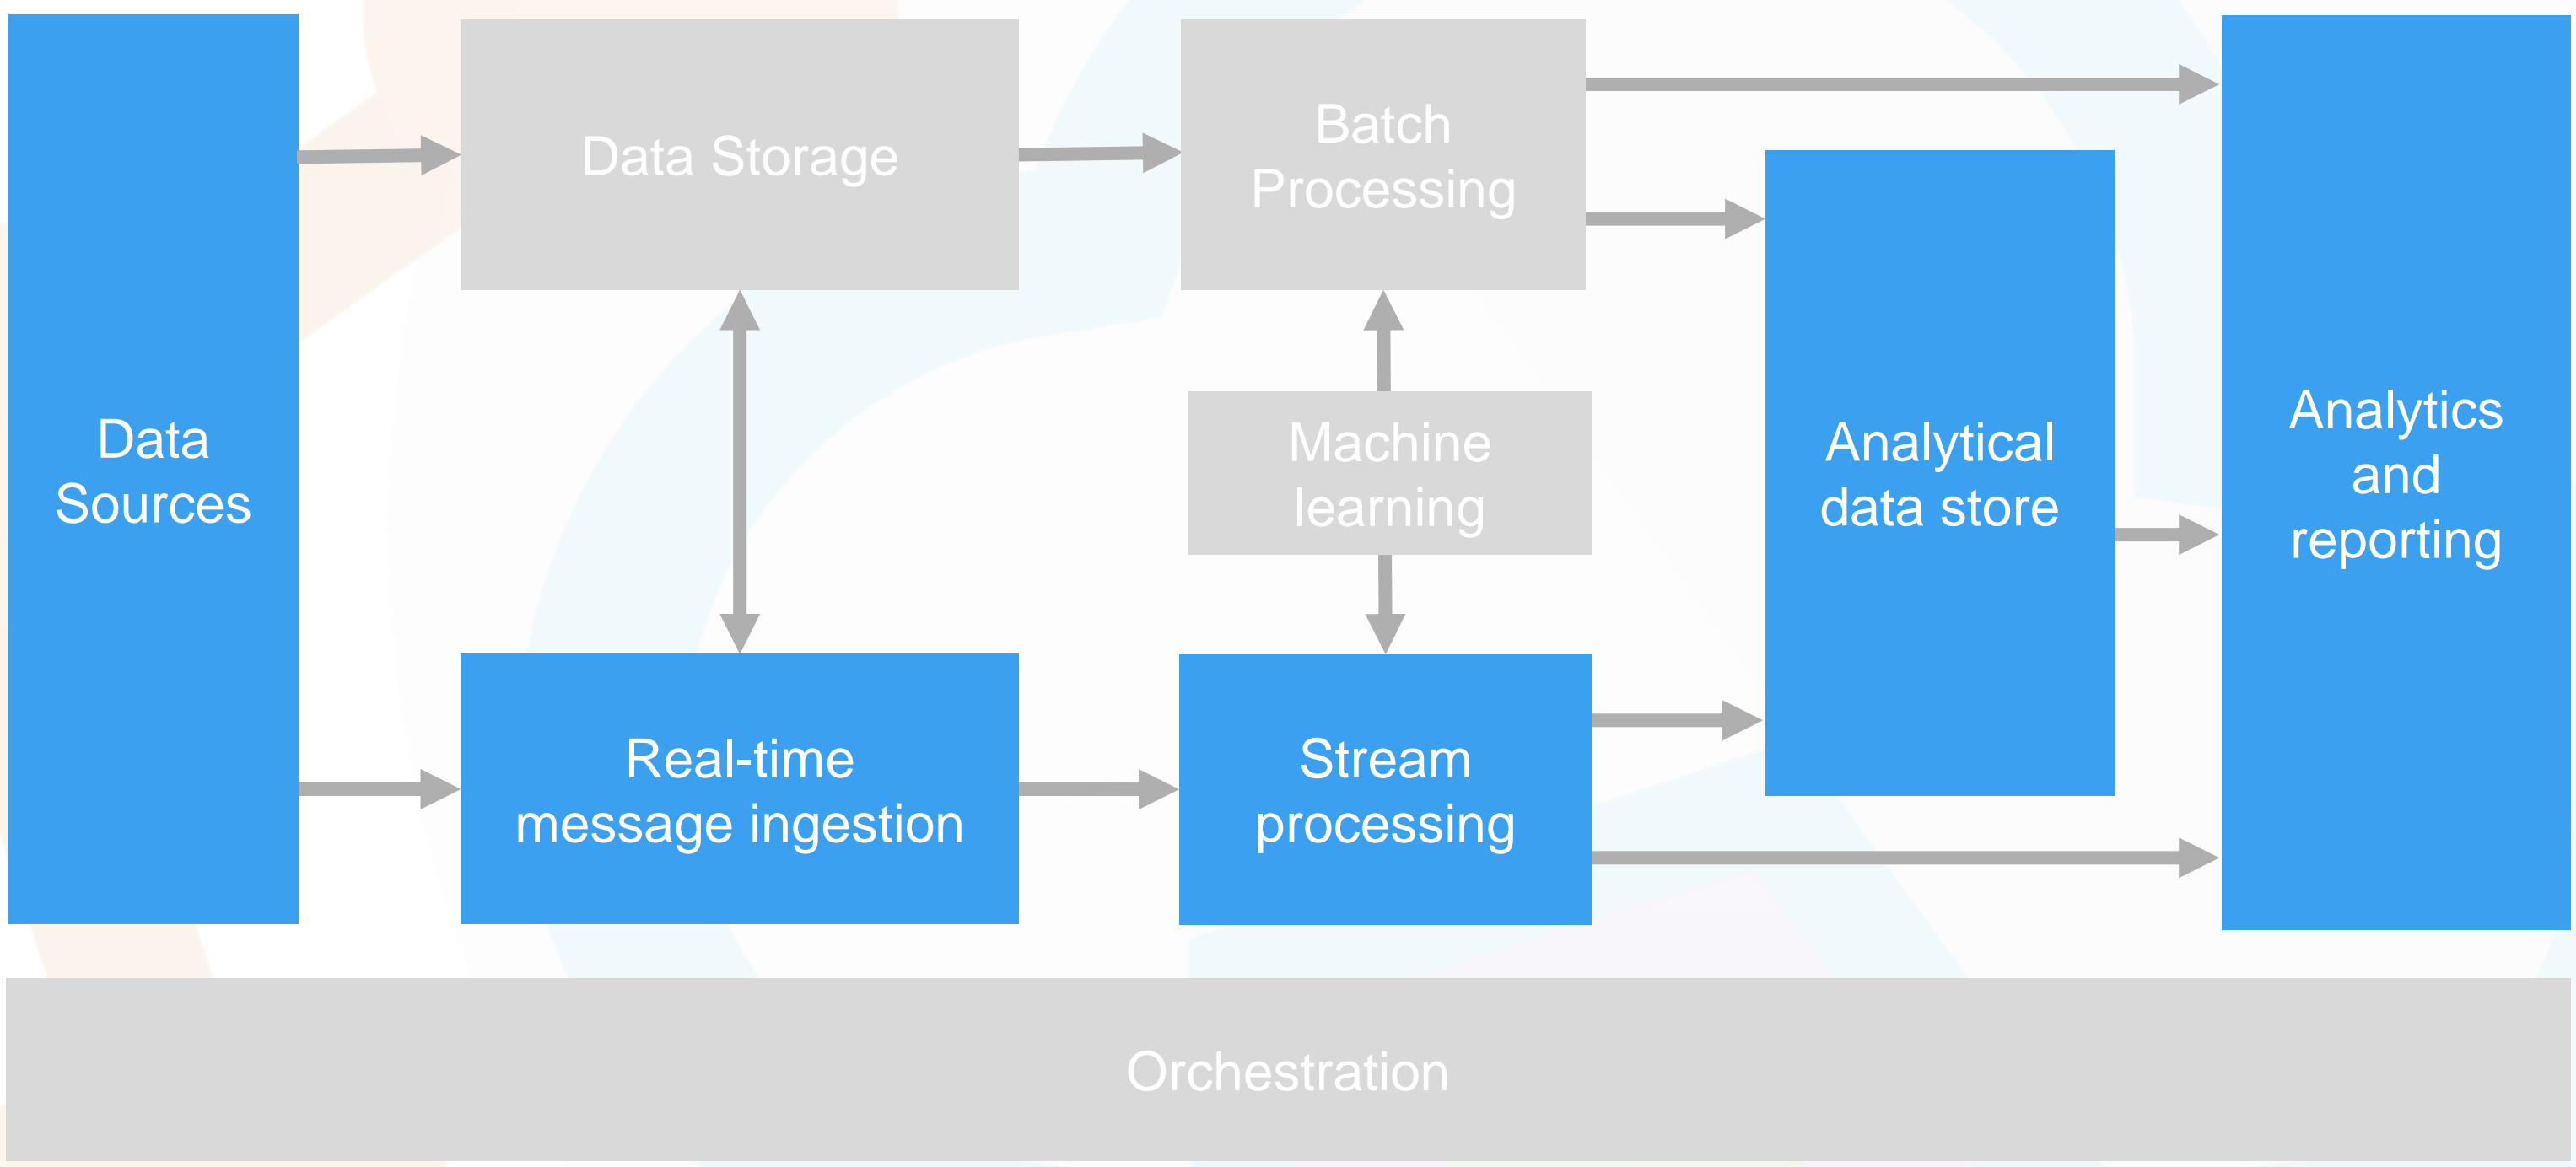 Data
Sources
Data Storage
Batch
Processing
Machine
learning
Real-time
message ingestion
Stream
processing
Analytical
data store
Analytics
and
reporting
Orchestration